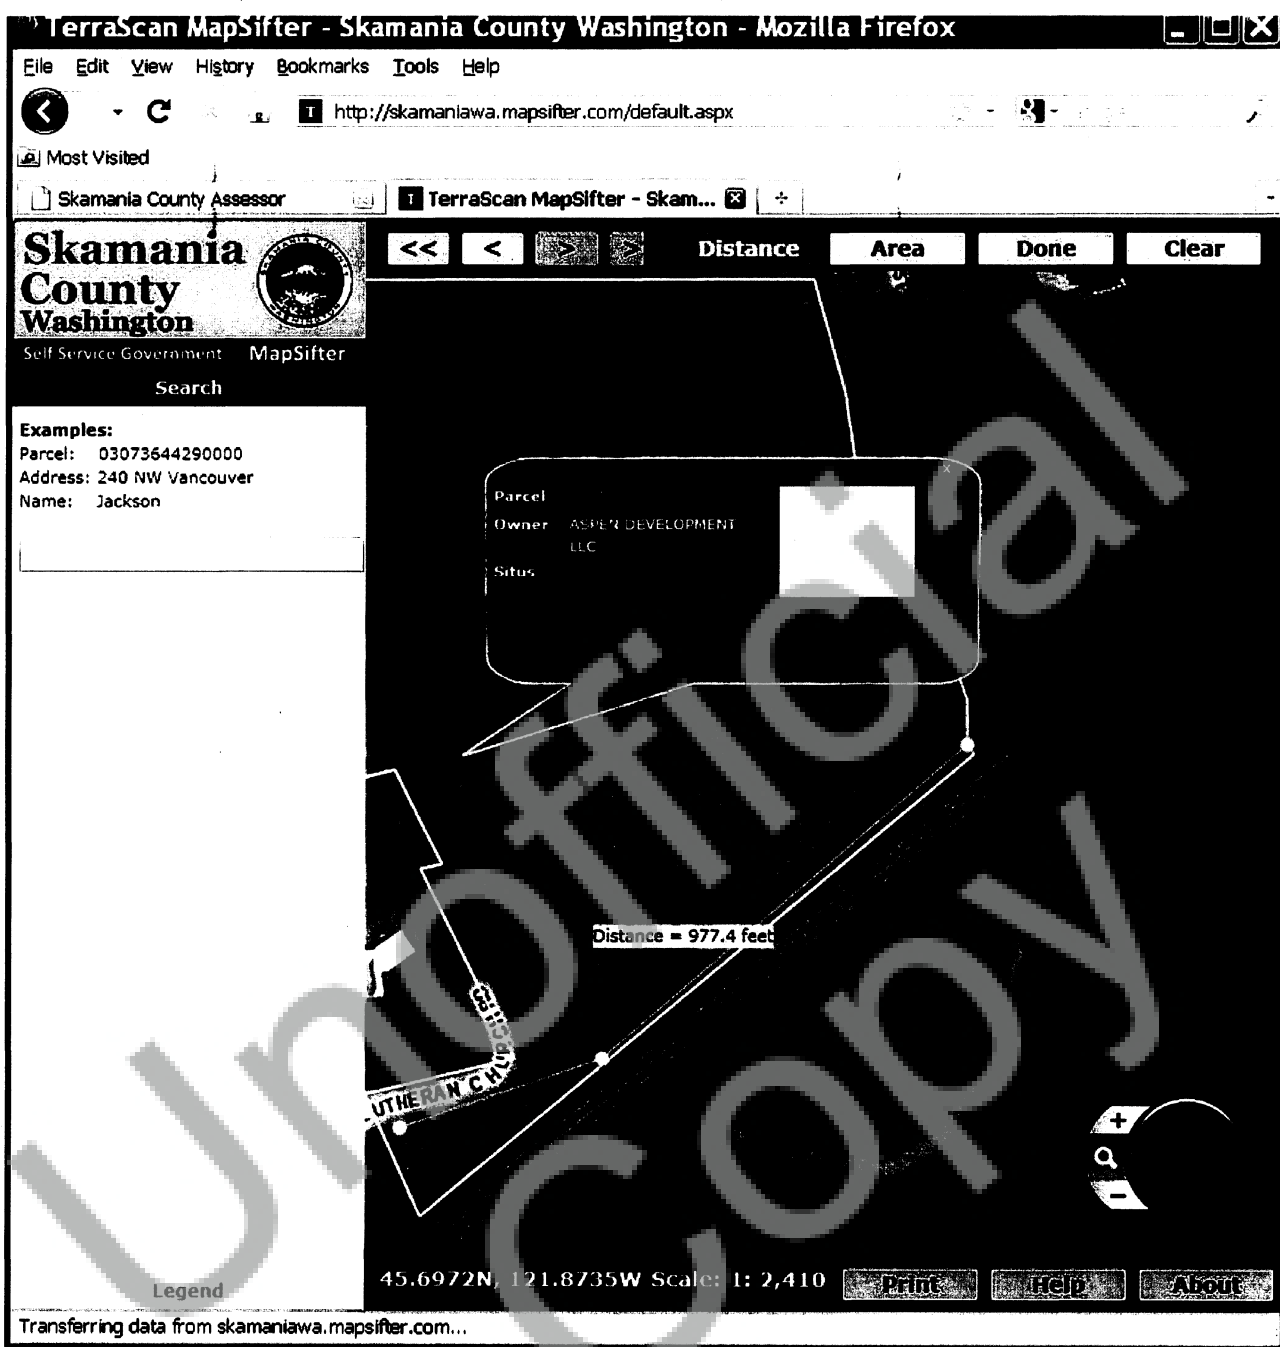 TerraScan MapSifter - Skamania County Washington - Mozilla Firefox
File Edit View History Bookmarks Tools Help
http://skamaniawa.mapsifter.com/default.aspx
Most Visited
Skamania County Assessor
TerraScan MapSifter - Skam...
Skamania
County
Washington
<< < > > Distance Area Done Clear
Self Service Government MapSifter
Search
Examples:
Parcel: 03073644290000
Address: 240 NW Vancouver
Name: Jackson
Parcel
Owner ASPEN DEVELOPMENT
LLC
Situs
Distance = 977.4 feet
UTHERAN CHURCH
Unofficial
Copy
Legend
45.6972N, 121.8735W Scale: 1: 2,410 Print Help About
Transferring data from skamaniawa.mapsifter.com...